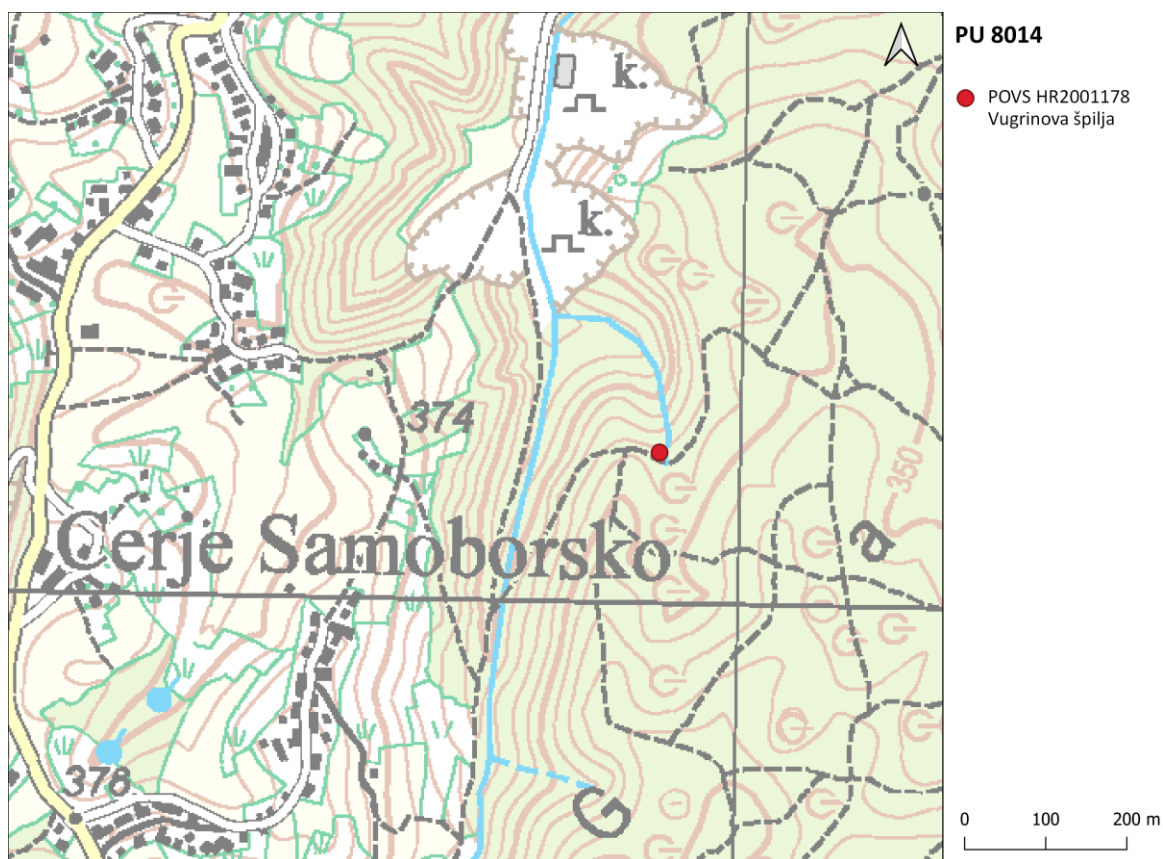 PU 8014
POVS HR2001178
Vugrinova špilja
k.
k.
374
350
a
Cerje Samoborsko
378
G
0 100 200 m